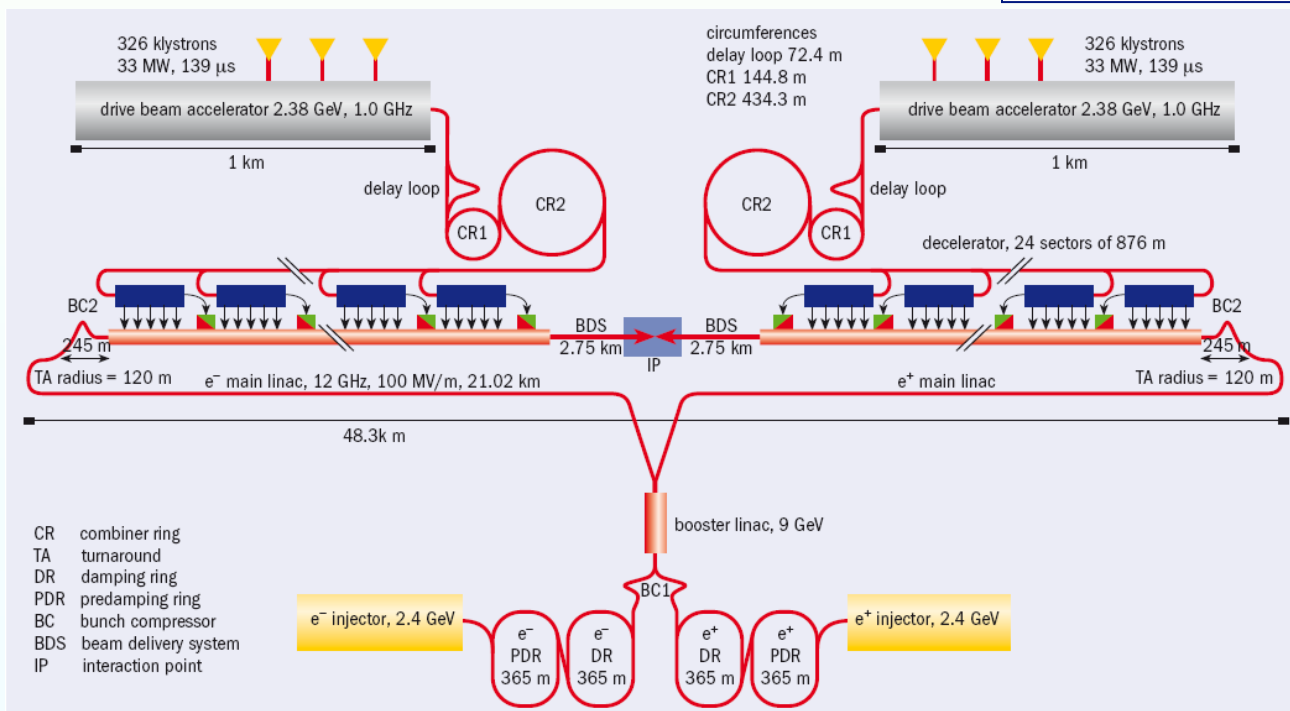 326 klystrons
33 MW, 139 μs
drive beam accelerator 2.38 GeV, 1.0 GHz
1 km
circumferences
delay loop 72.4 m
CR1 144.8 m
CR2 434.3 m
326 klystrons
33 MW, 139 μs
drive beam accelerator 2.38 GeV, 1.0 GHz
1 km
delay loop
CR1
CR2
CR2
CR1
delay loop
decelerator, 24 sectors of 876 m
BC2
245 m
TA radius = 120 m
e⁻ main linac, 12 GHz, 100 MV/m, 21.02 km
BDS
2.75 km
IP
BDS
2.75 km
e⁺ main linac
BC2
245 m
TA radius = 120 m
48.3k m
booster linac, 9 GeV
BC1
e⁻ injector, 2.4 GeV
e⁻
PDR
365 m
e⁻
DR
365 m
e⁺
DR
365 m
e⁺
PDR
365 m
e⁺ injector, 2.4 GeV
CR combiner ring
TA turnaround
DR damping ring
PDR predamping ring
BC bunch compressor
BDS beam delivery system
IP interaction point